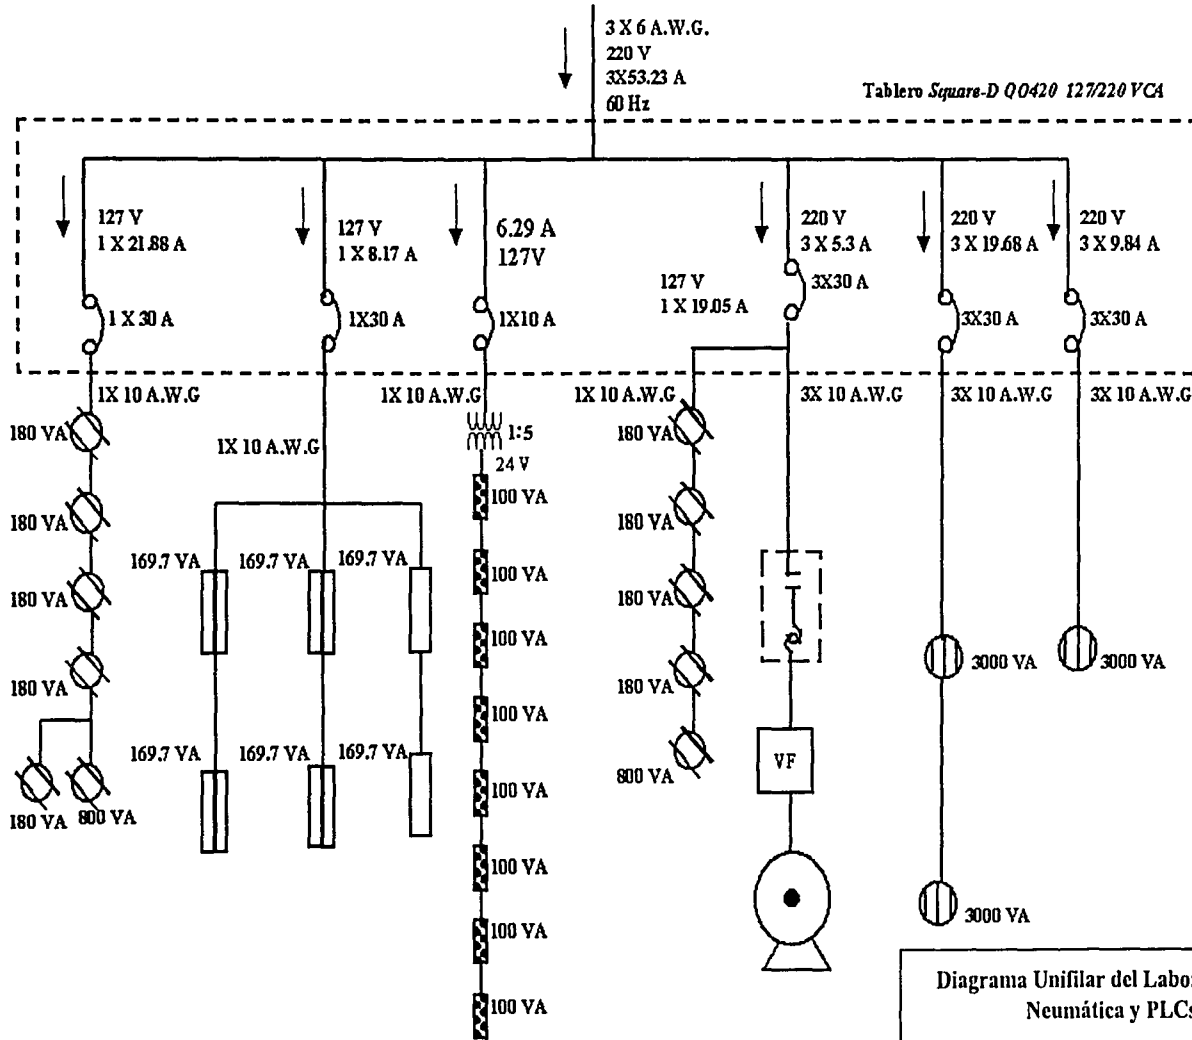 3 X 6 A.W.G.
220 V
3X53.23 A
60 Hz
Tablero Square-D QO420 127/220 VCA
127 V
1 X 21.88 A
127 V
1 X 8.17 A
6.29 A
127V
220 V
3 X 5.3 A
220 V
3 X 19.68 A
220 V
3 X 9.84 A
127 V
1 X 19.05 A
1 X 30 A
1X30 A
1X10 A
3X30 A
3X30 A
3X30 A
1X 10 A.W.G
1X 10 A.W.G
1X 10 A.W.G
1X 10 A.W.G
3X 10 A.W.G
3X 10 A.W.G
3X 10 A.W.G
180 VA
180 VA
180 VA
180 VA
180 VA
800 VA
169.7 VA
169.7 VA
169.7 VA
169.7 VA
169.7 VA
169.7 VA
1:5
24 V
100 VA
100 VA
100 VA
100 VA
100 VA
100 VA
100 VA
100 VA
180 VA
180 VA
180 VA
180 VA
800 VA
VF
3000 VA
3000 VA
3000 VA
Diagrama Unifilar del Labo
Neumática y PLCs